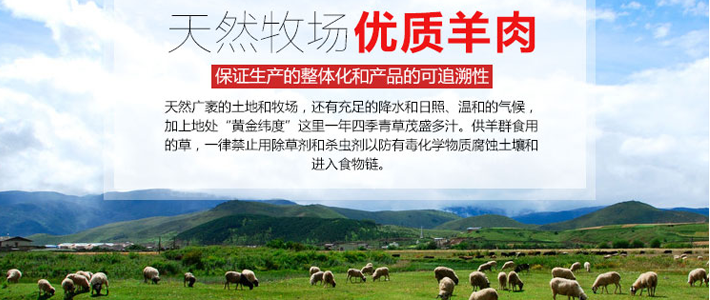 天然牧场优质羊肉
保证生产的整体化和产品的可追溯性
天然广袤的土地和牧场，还有充足的降水和日照、温和的气候，
加上地处“黄金纬度”这里一年四季青草茂盛多汁。供羊群食用
的草，一律禁止用除草剂和杀虫剂以防有毒化学物质腐蚀土壤和
进入食物链。